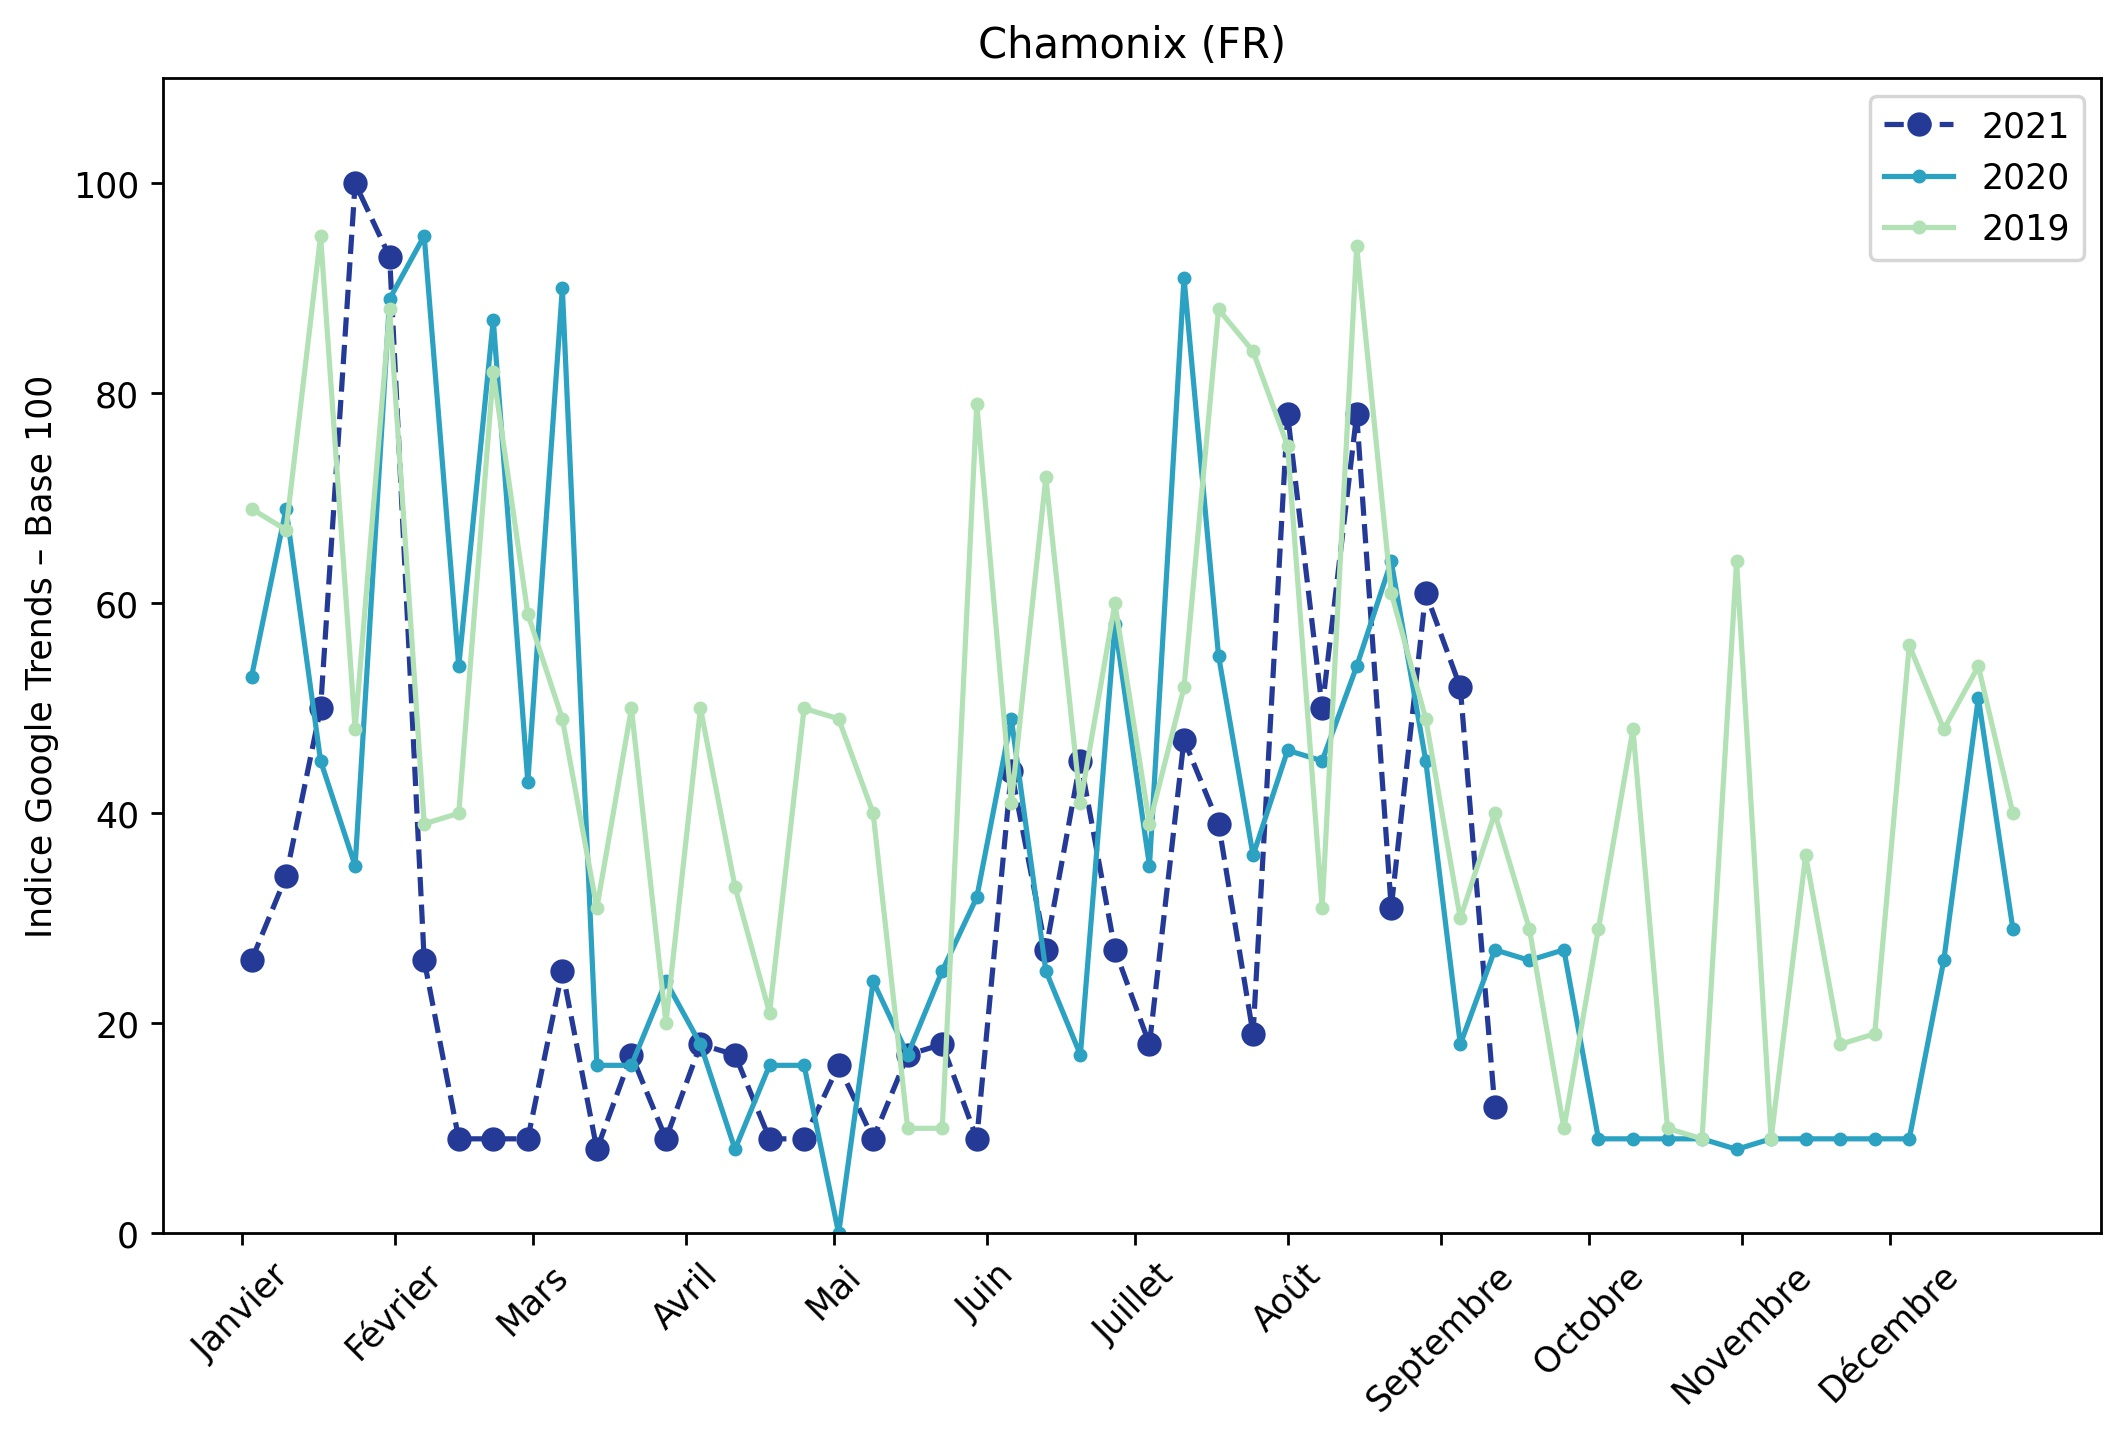 Chamonix (FR)
2021
2020
2019
Indice Google Trends – Base 100
100
80
60
40
20
0
Janvier
Février
Mars
Avril
Mai
Juin
Juillet
Août
Septembre
Octobre
Novembre
Décembre